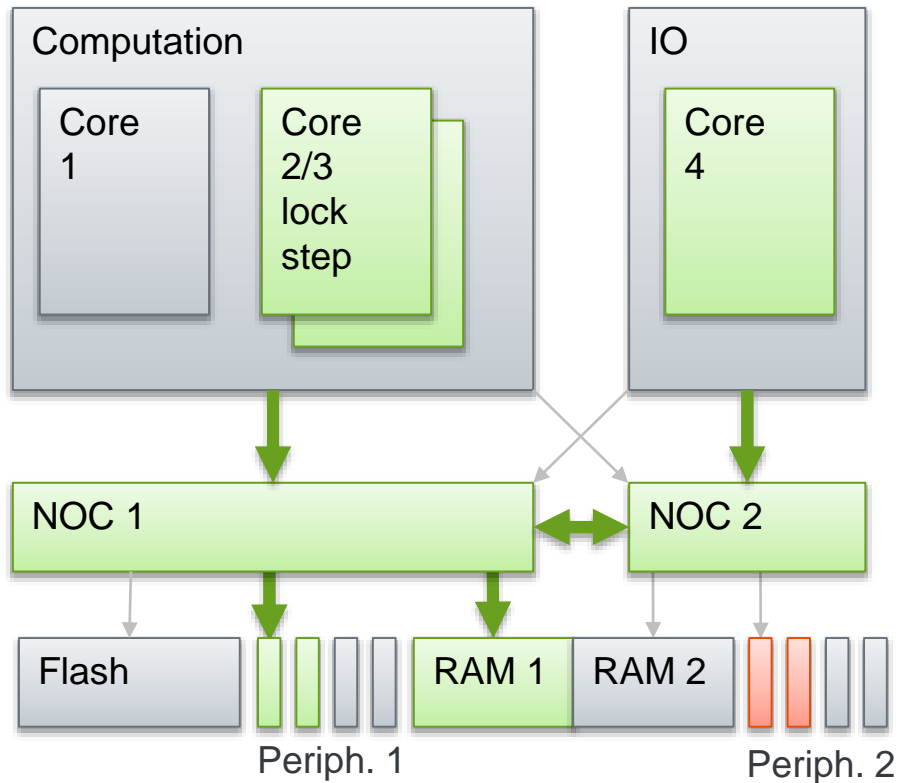 Computation
IO
Core
1
Core
2/3
lock
step
Core
4
NOC 1
NOC 2
Flash
RAM 1
RAM 2
Periph. 1
Periph. 2